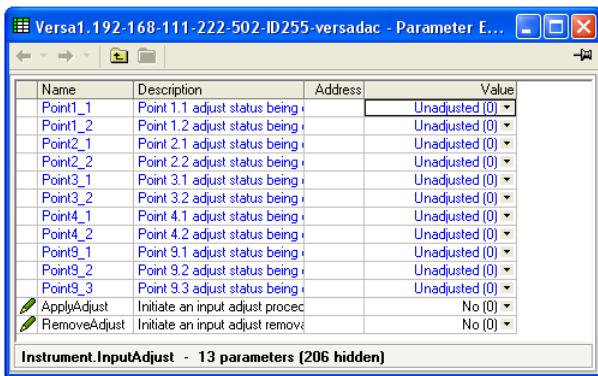 Versa1.192-168-111-222-502-ID255-versadac - Parameter E...
Name Description Address Value
Point1_1 Point 1.1 adjust status being Unadjusted (0)
Point1_2 Point 1.2 adjust status being Unadjusted (0)
Point2_1 Point 2.1 adjust status being Unadjusted (0)
Point2_2 Point 2.2 adjust status being Unadjusted (0)
Point3_1 Point 3.1 adjust status being Unadjusted (0)
Point3_2 Point 3.2 adjust status being Unadjusted (0)
Point4_1 Point 4.1 adjust status being Unadjusted (0)
Point4_2 Point 4.2 adjust status being Unadjusted (0)
Point9_1 Point 9.1 adjust status being Unadjusted (0)
Point9_2 Point 9.2 adjust status being Unadjusted (0)
Point9_3 Point 9.3 adjust status being Unadjusted (0)
ApplyAdjust Initiate an input adjust proced No (0)
RemoveAdjust Initiate an input adjust remova No (0)
Instrument.InputAdjust - 13 parameters (206 hidden)